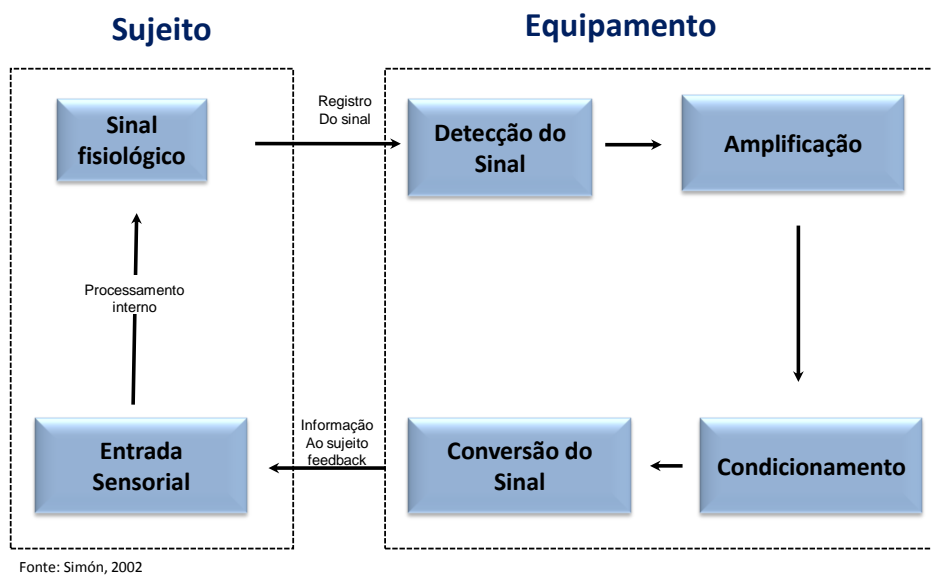 Sujeito
Equipamento
Sinal
fisiológico
Registro
Do sinal
Detecção do
Sinal
Amplificação
Processamento
interno
Entrada
Sensorial
Informação
Ao sujeito
feedback
Conversão do
Sinal
Condicionamento
Fonte: Simón, 2002